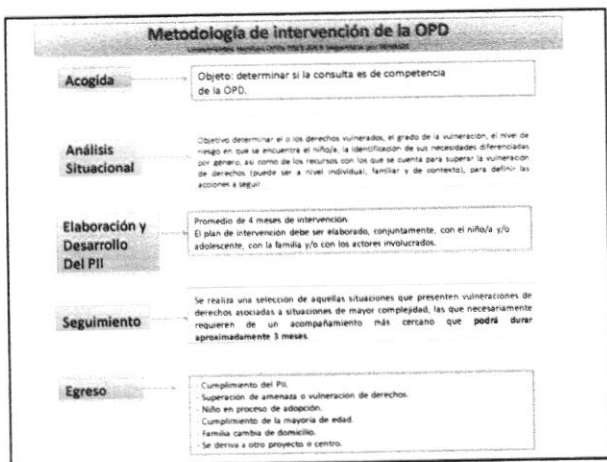 Metodología de intervención de la OPD
Acogida
Objeto: determinar si la consulta es de competencia
de la OPD.
Análisis
Situacional
Objetivo determinar el o los derechos vulnerados, el grado de la vulneración, el nivel de
riesgo en que se encuentra el niño/a, la identificación de sus necesidades diferenciadas
por género, así como de los recursos con los que se cuenta para superar la vulneración
de derechos (puede ser a nivel individual, familiar y de contexto), para definir las
acciones a seguir.
Elaboración y
Desarrollo
Del PII
Promedio de 4 meses de intervención
El plan de intervención debe ser elaborado, conjuntamente, con el niño/a y/o
adolescente, con la familia y/o con los actores involucrados.
Seguimiento
Se realiza una selección de aquellas situaciones que presenten vulneraciones de
derechos asociadas a situaciones de mayor complejidad, las que necesariamente
requieren de un acompañamiento más cercano que podrá durar
aproximadamente 3 meses.
Egreso
- Cumplimiento del PII.
- Superación de amenaza o vulneración de derechos.
- Niño en proceso de adopción.
- Cumplimiento de la mayoría de edad.
- Familia cambia de domicilio.
- Se deriva a otro proyecto o centro.